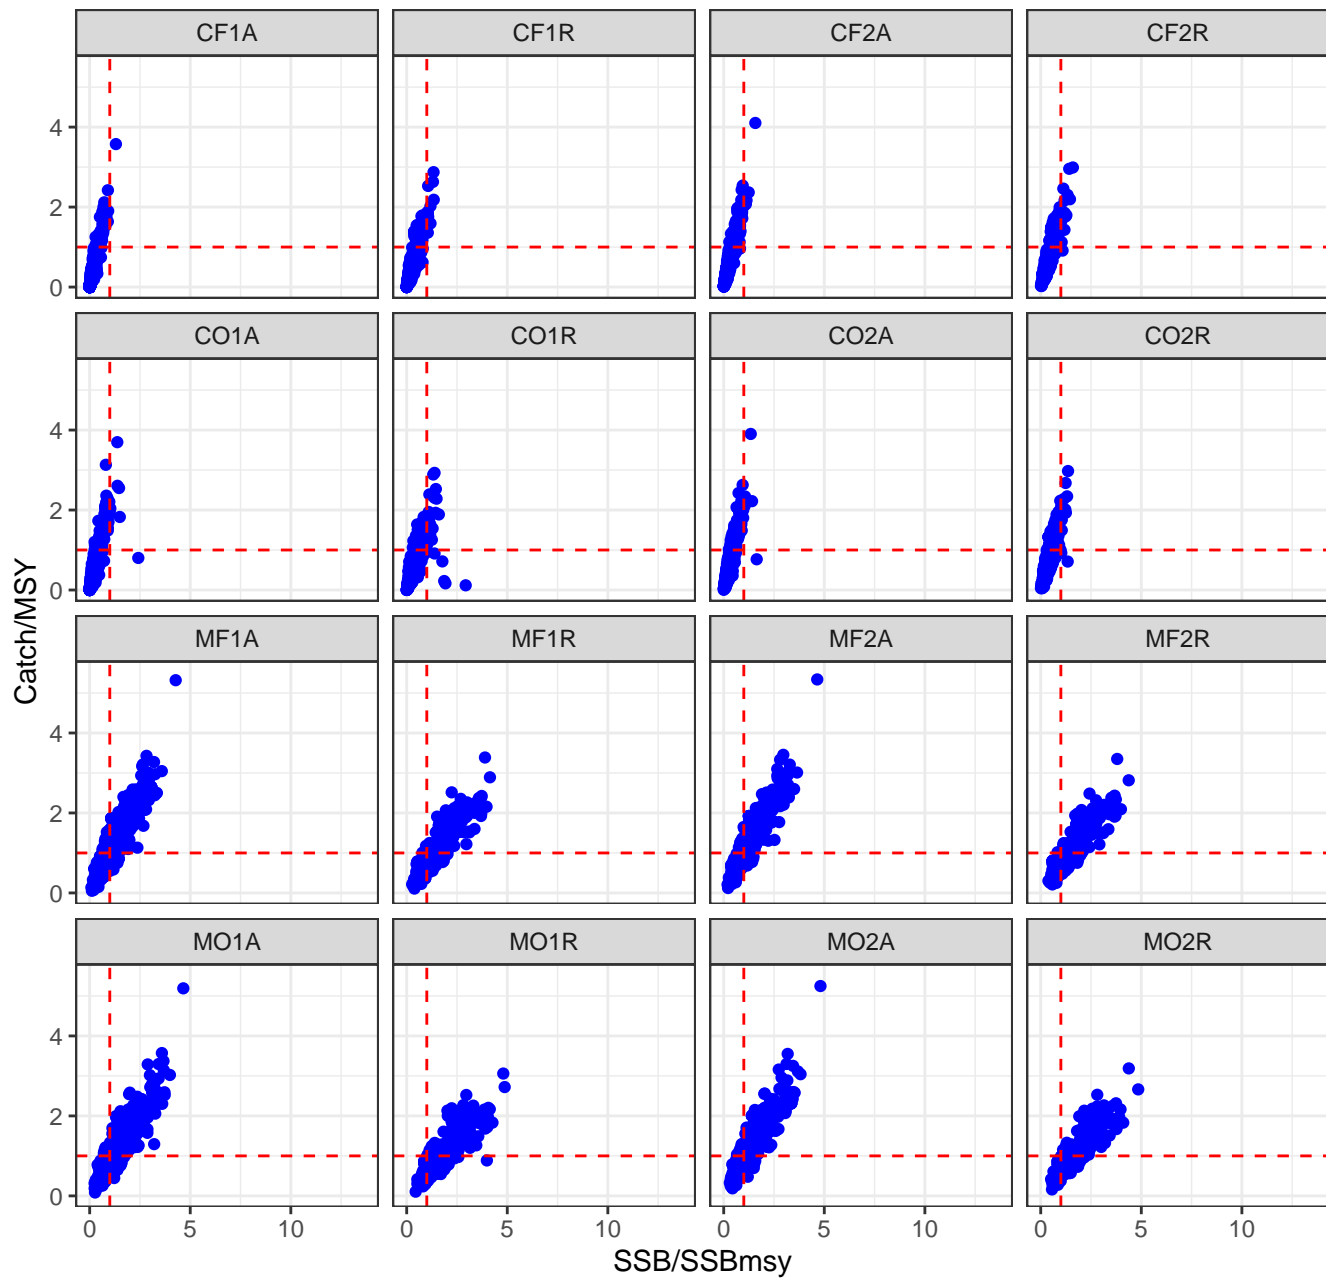 CF1A CF1R CF2A CF2R
4
2
0
CO1A CO1R CO2A CO2R
4
2
0
Catch/MSY
MF1A MF1R MF2A MF2R
4
2
0
MO1A MO1R MO2A MO2R
4
2
0
0 5 10 0 5 10 0 5 10 0 5 10
SSB/SSBmsy